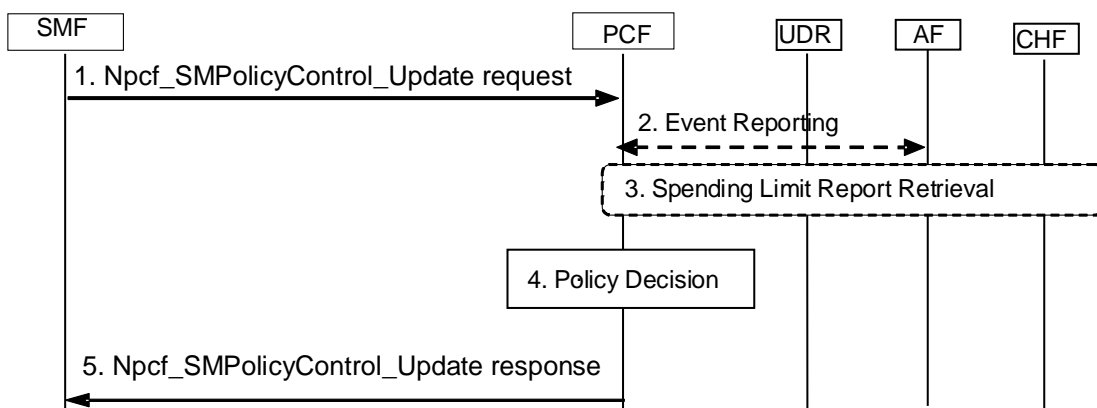 SMF
PCF
UDR
AF
CHF
1. Npcf_SMPolicyControl_Update request
2. Event Reporting
3. Spending Limit Report Retrieval
4. Policy Decision
5. Npcf_SMPolicyControl_Update response